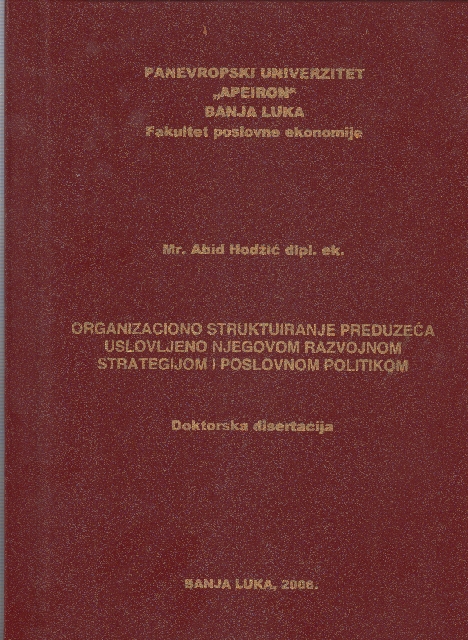 PANEVROPSKI UNIVERZITET
„APEIRON“
BANJA LUKA
Fakultet poslovne ekonomije
Mr. Abid Hodžić dipl. ek.
ORGANIZACIONO STRUKTUIRANJE PREDUZEĆA
USLOVLJENO NJEGOVOM RAZVOJNOM
STRATEGIJOM I POSLOVNOM POLITIKOM
Doktorska disertacija
BANJA LUKA, 2006.